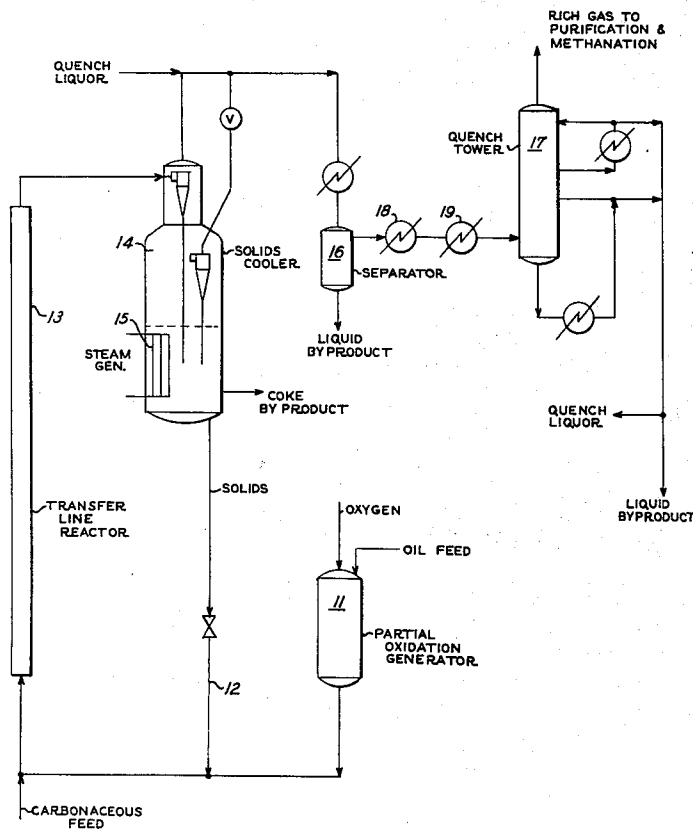 RICH GAS TO
PURIFICATION &
METHANATION
QUENCH
LIQUOR
V
QUENCH
TOWER
17
14
SOLIDS
COOLER
16
SEPARATOR
18
19
13
15
STEAM
GEN.
LIQUID
BY PRODUCT
COKE
BY PRODUCT
QUENCH
LIQUOR
LIQUID
BYPRODUCT
SOLIDS
TRANSFER
LINE
REACTOR
OXYGEN
OIL FEED
11
PARTIAL
OXIDATION
GENERATOR
12
CARBONACEOUS
FEED